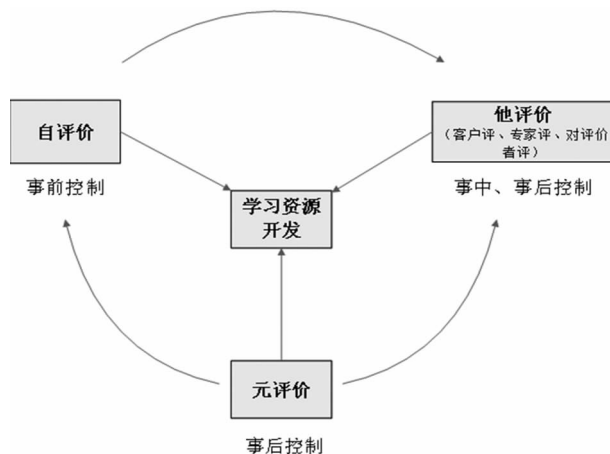 自评价
事前控制
他评价
（客户评、专家评、对评价
者评）
事中、事后控制
学习资源
开发
元评价
事后控制